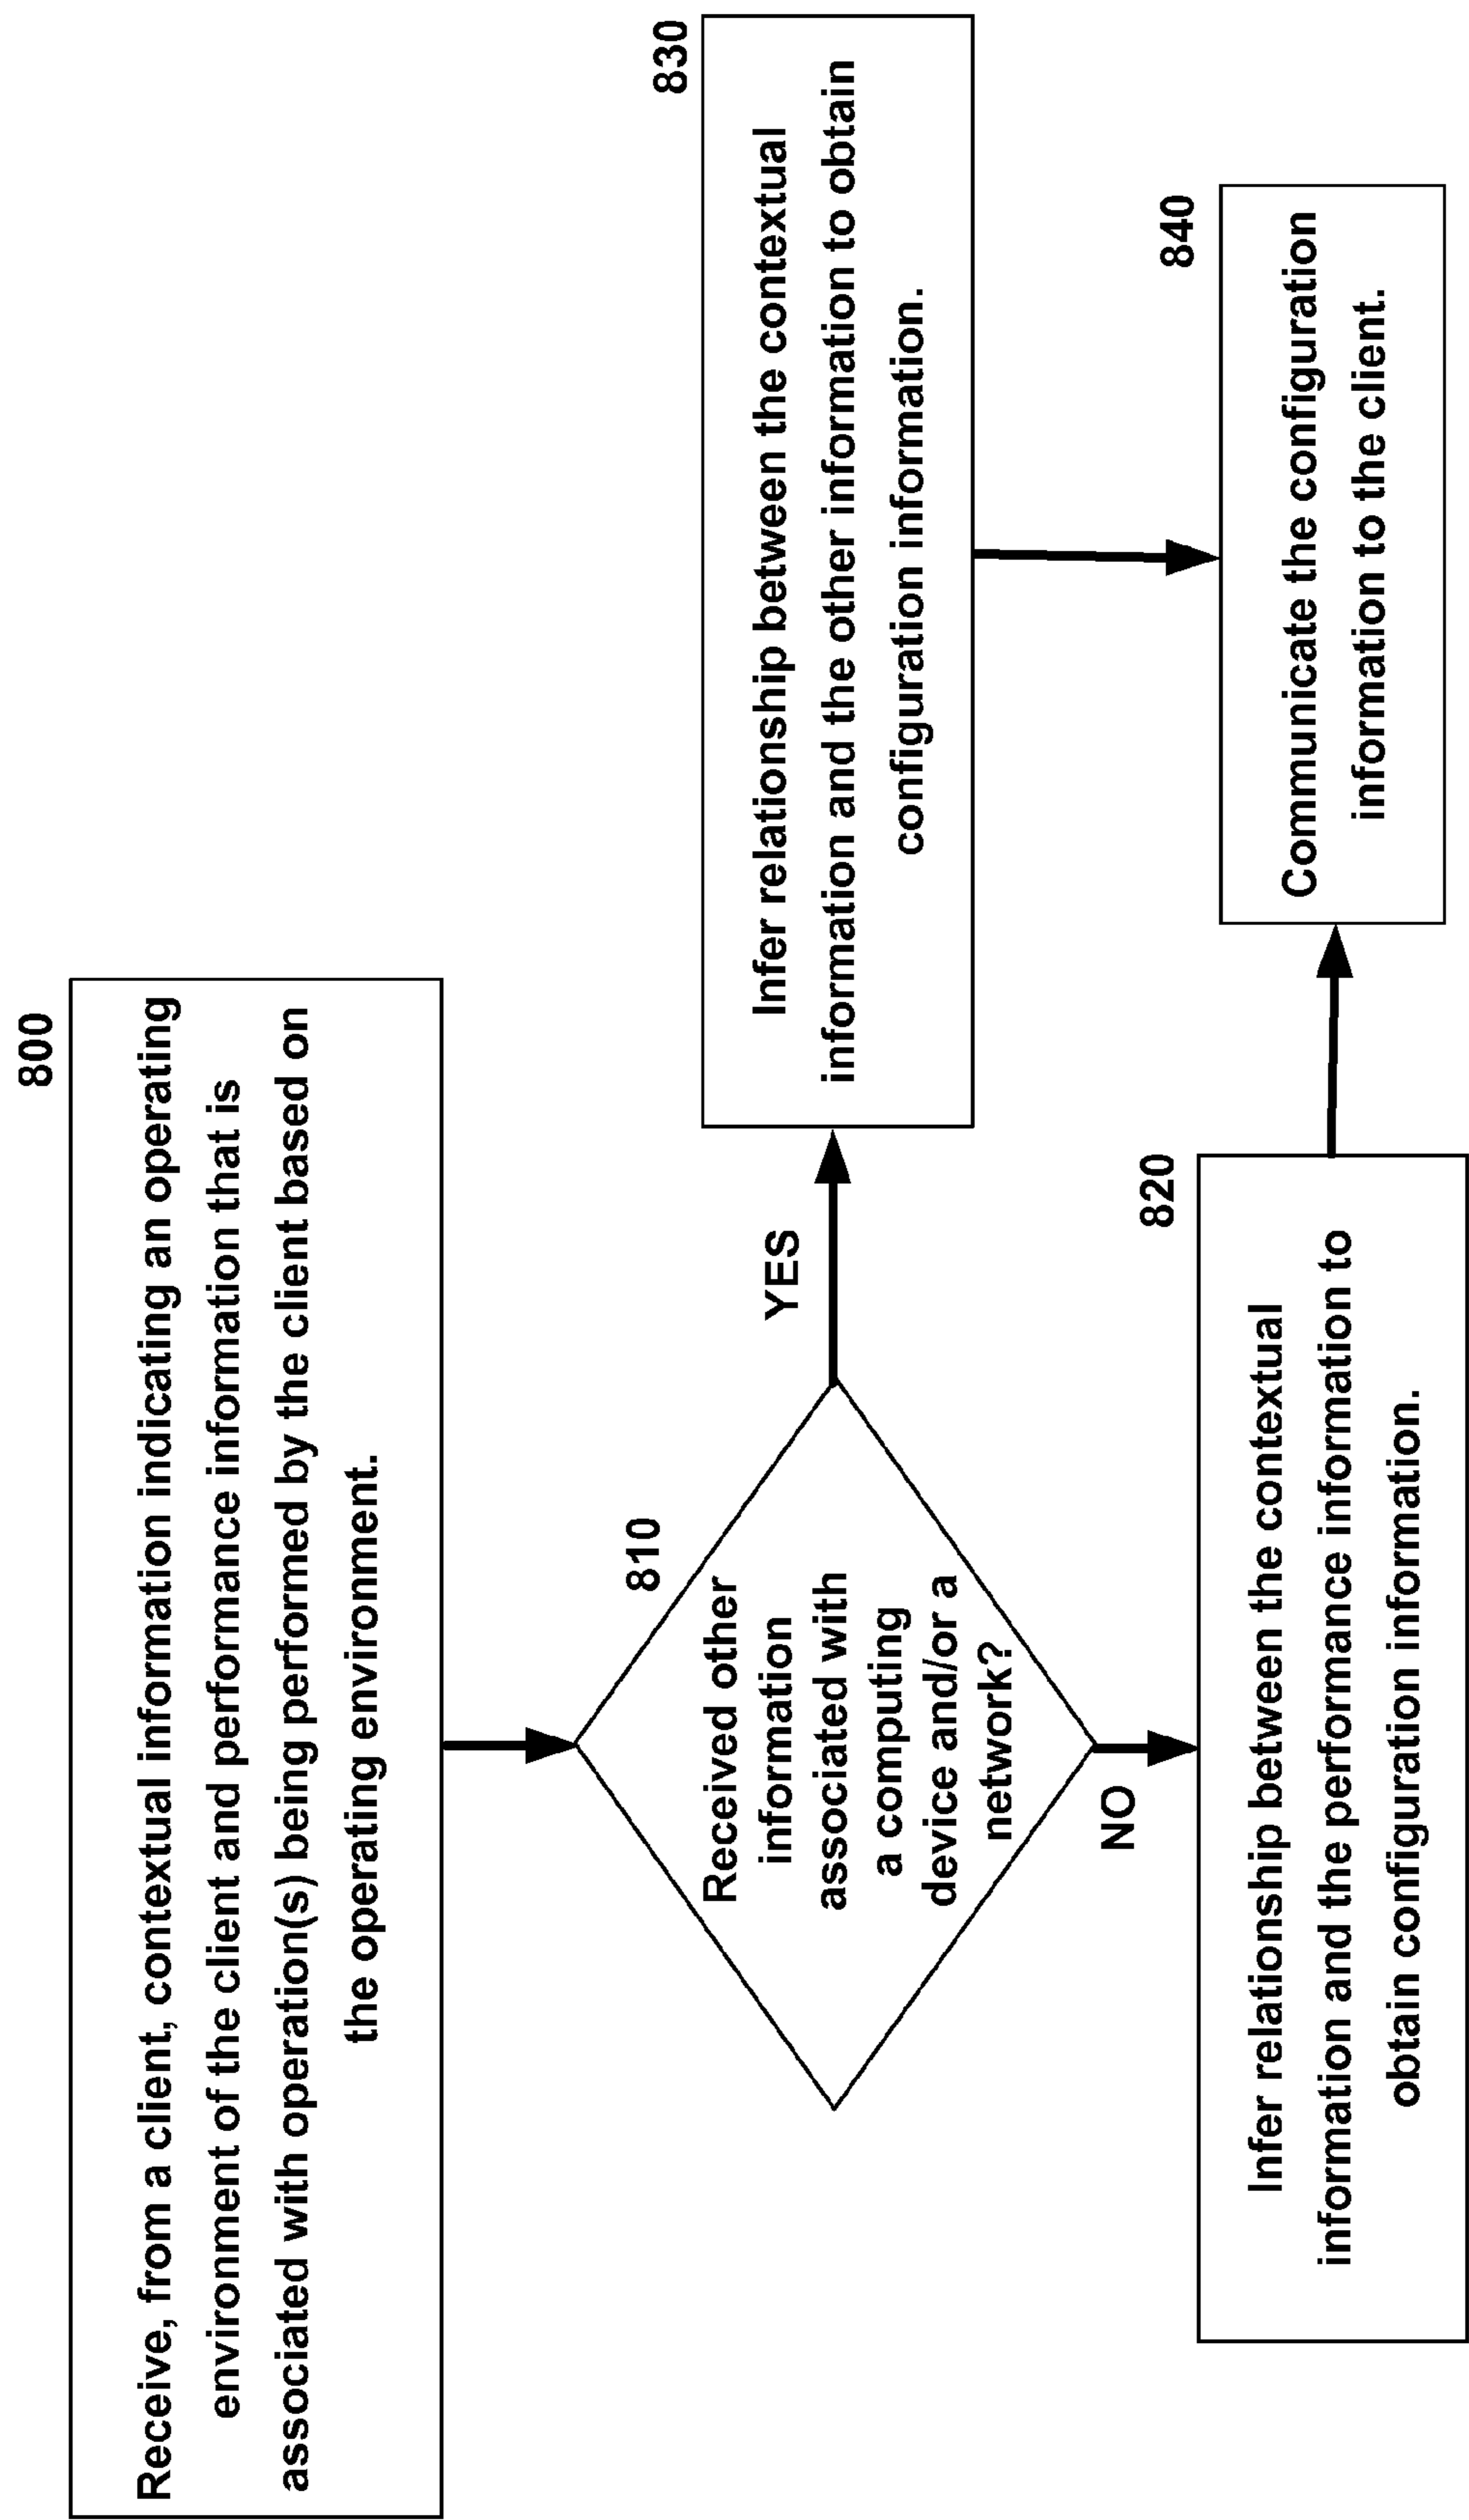 800
Receive, from a client, contextual information indicating an operating
environment of the client and performance information that is
associated with operation(s) being performed by the client based on
the operating environment.
810
Received other
information
associated with
a computing
device and/or a
network?
YES
830
Infer relationship between the contextual
information and the other information to obtain
configuration information.
NO
820
Infer relationship between the contextual
information and the performance information to
obtain configuration information.
840
Communicate the configuration
information to the client.